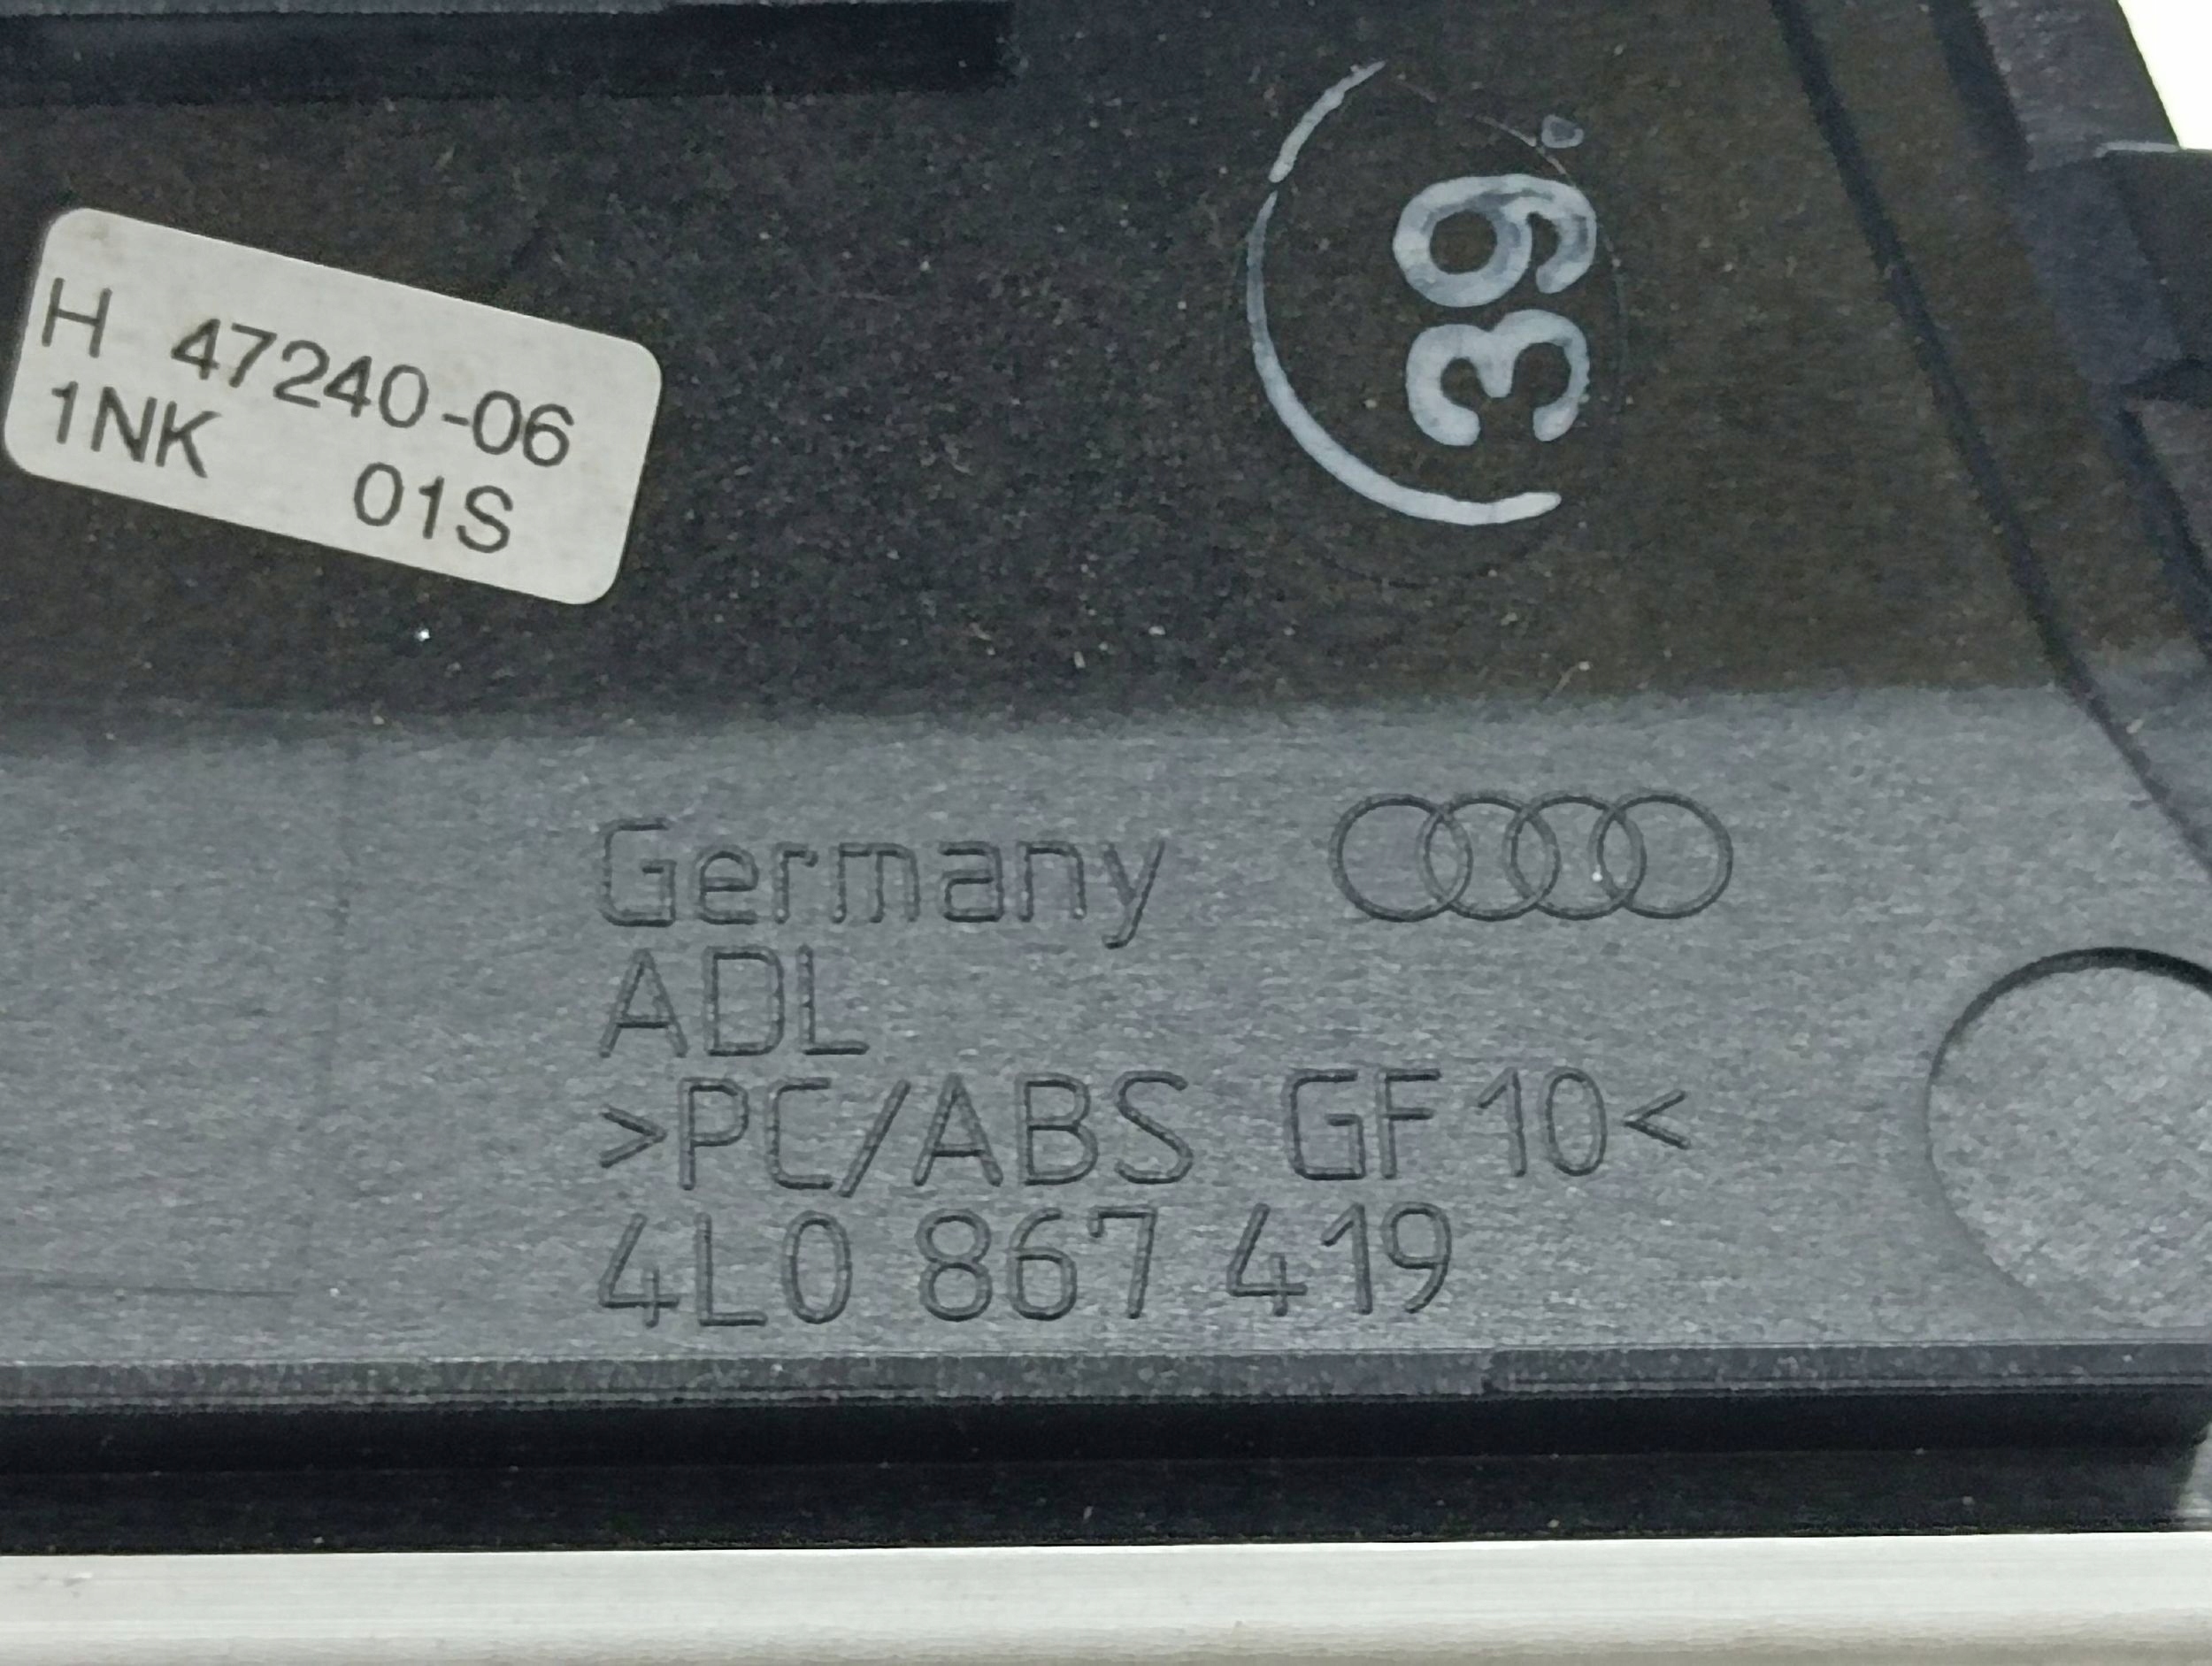 H 47240-06
1NK 01S
39.
Germany
ADL
>PC/ABS GF10<
4L0 867 419